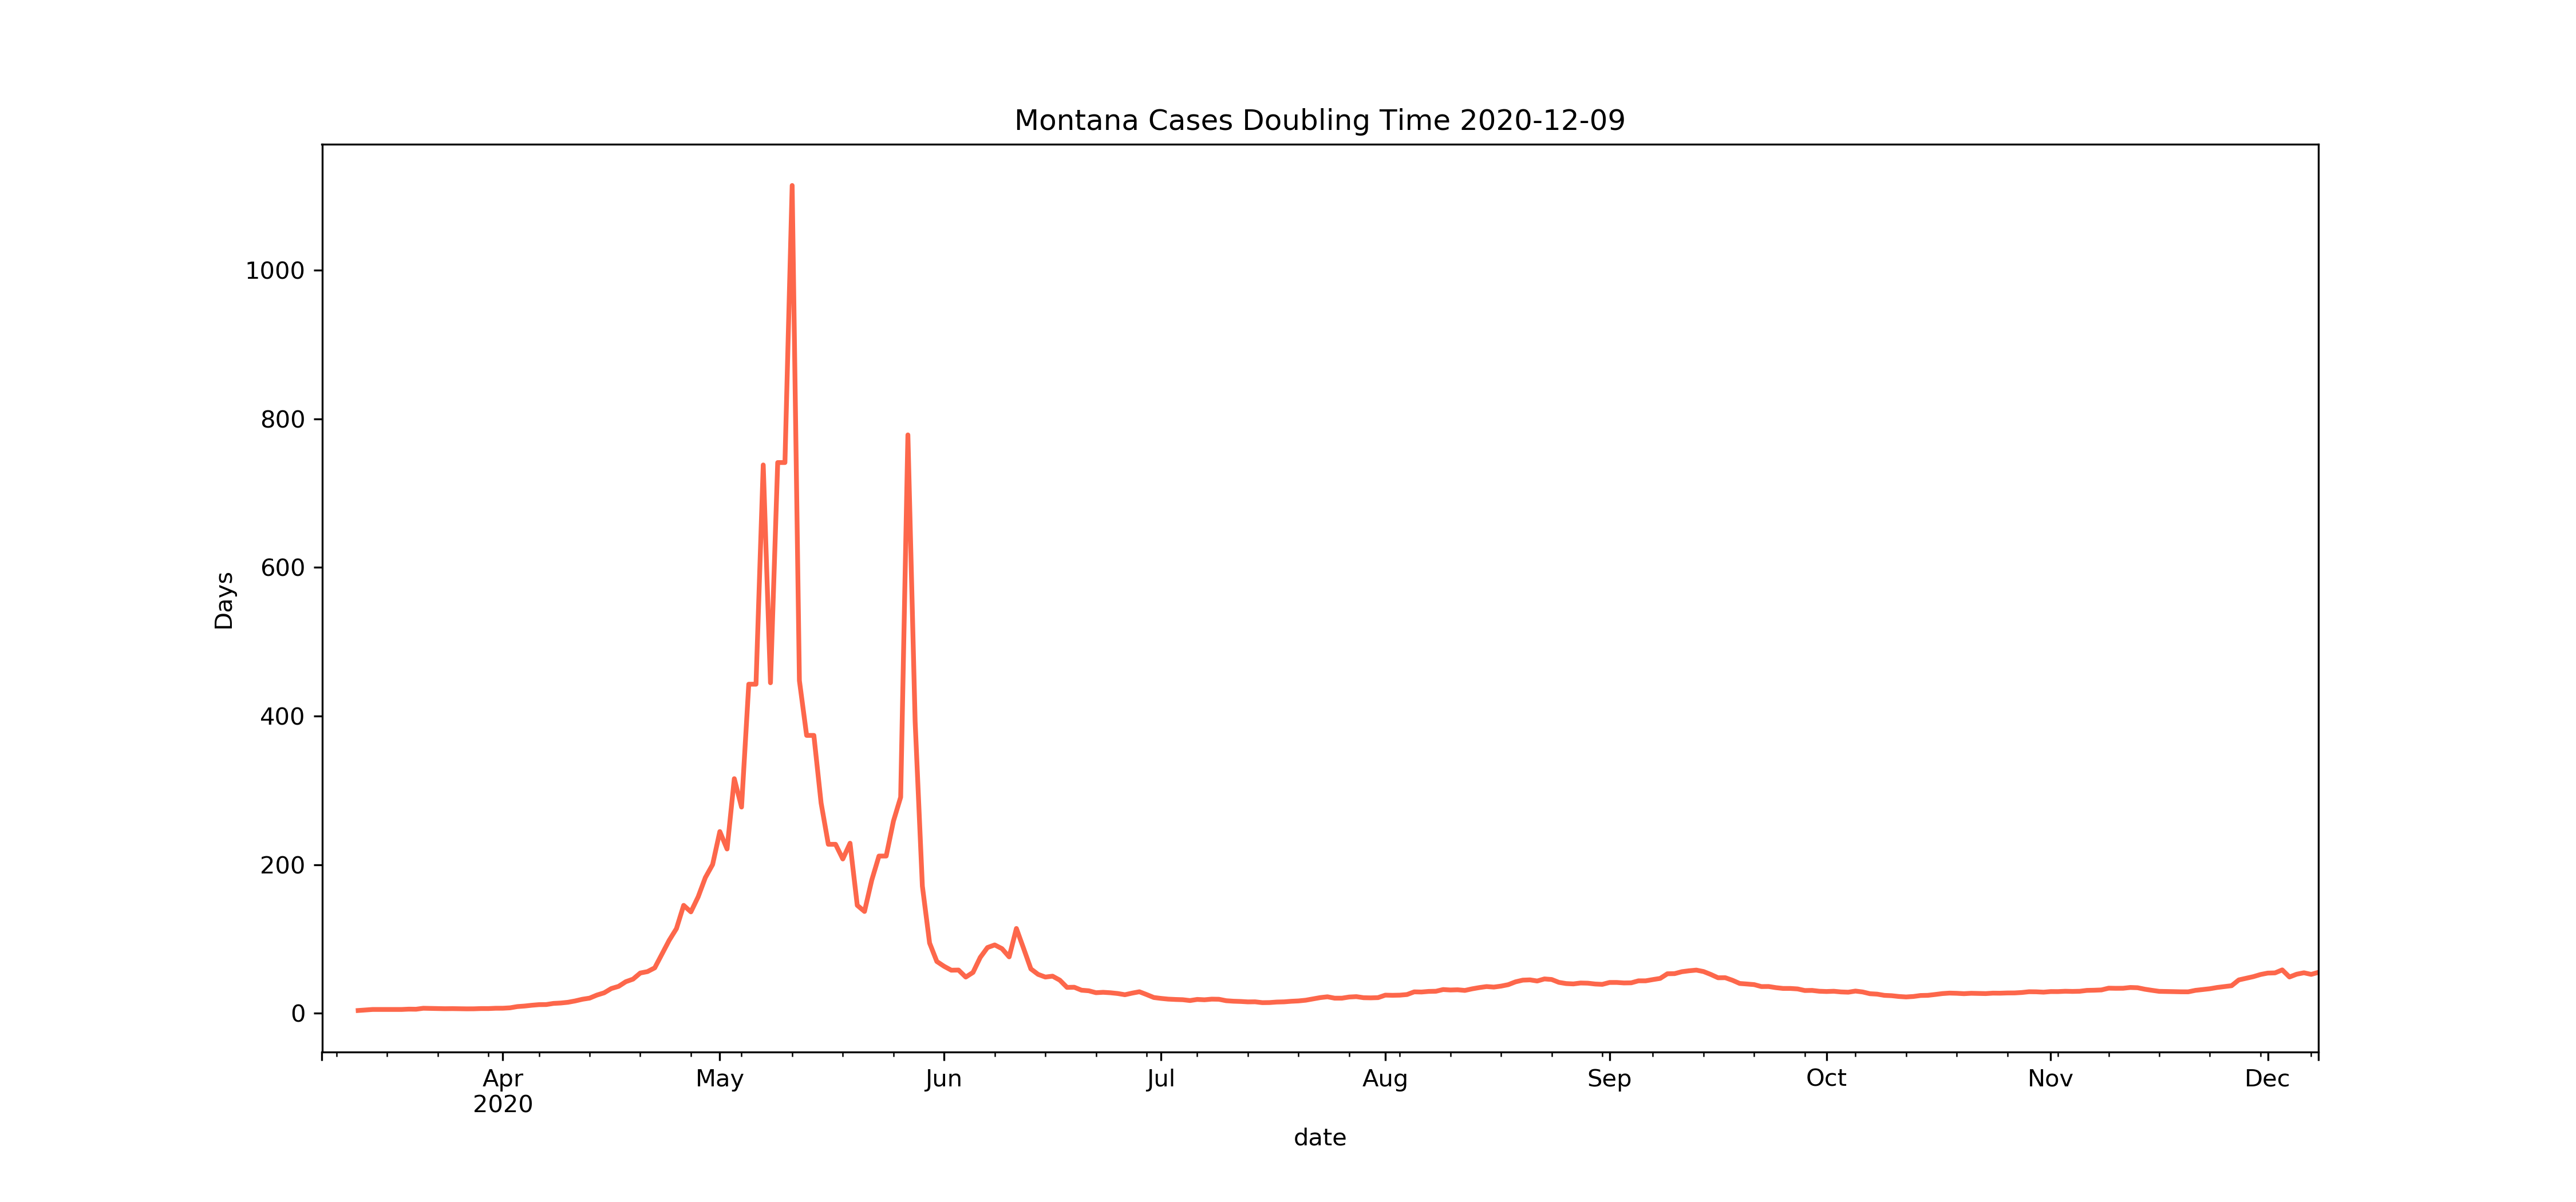 Montana Cases Doubling Time 2020-12-09
1000
800
600
400
200
0
Days
Apr May Jun Jul Aug Sep Oct Nov Dec
2020
date